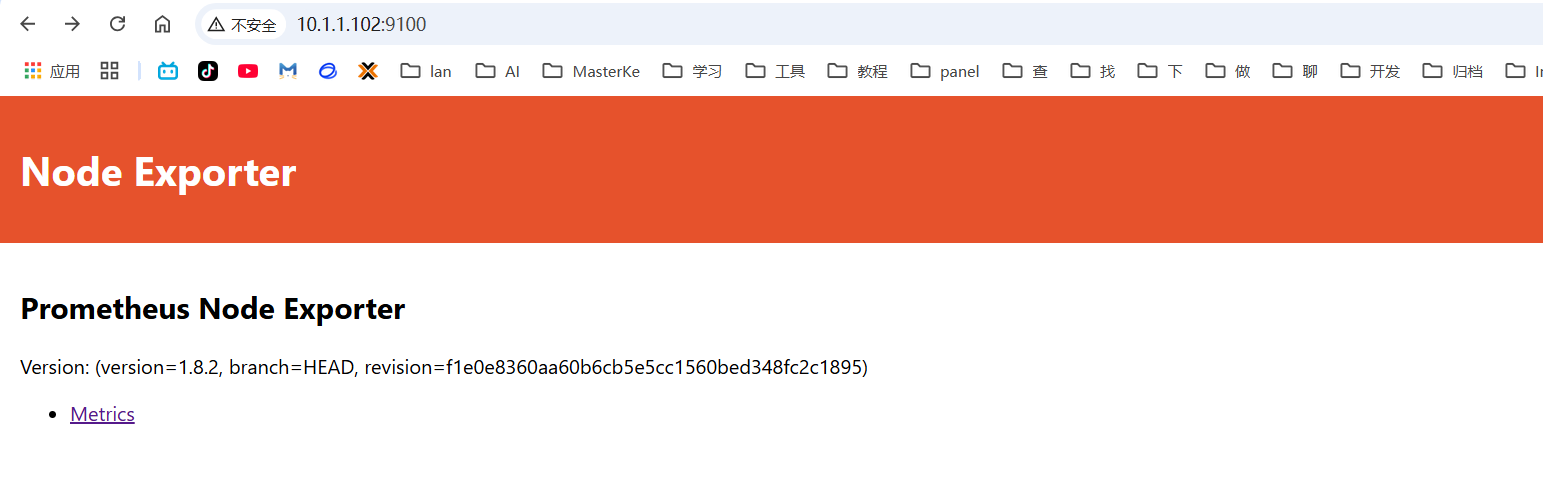 不安全 10.1.1.102:9100
应用 lan AI MasterKe 学习 工具 教程 panel 查 找 下 做 聊 开发 归档
Node Exporter
Prometheus Node Exporter
Version: (version=1.8.2, branch=HEAD, revision=f1e0e8360aa60b6cb5e5cc1560bed348fc2c1895)
Metrics